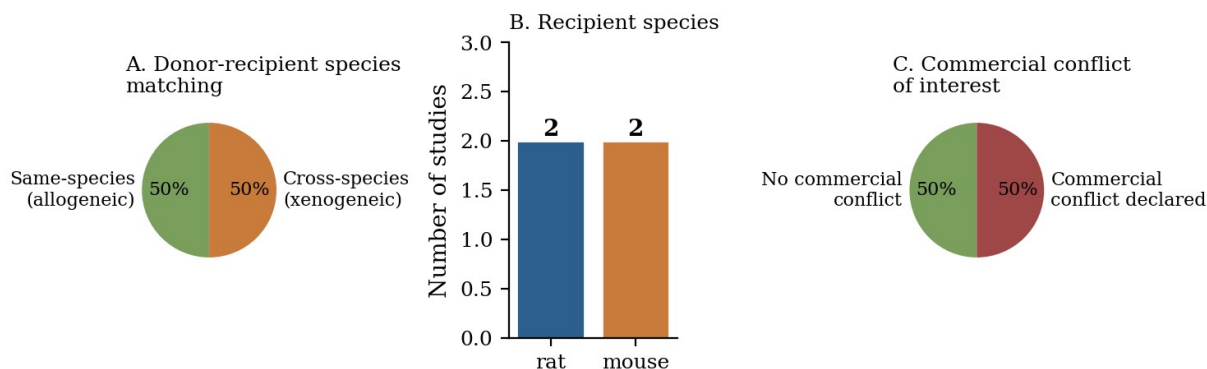 A. Donor-recipient species
matching
Same-species
(allogeneic)
50%
50%
Cross-species
(xenogeneic)
B. Recipient species
Number of studies
3.0
2.5
2.0
1.5
1.0
0.5
0.0
2
2
rat
mouse
C. Commercial conflict
of interest
No commercial
conflict
50%
50%
Commercial
conflict declared